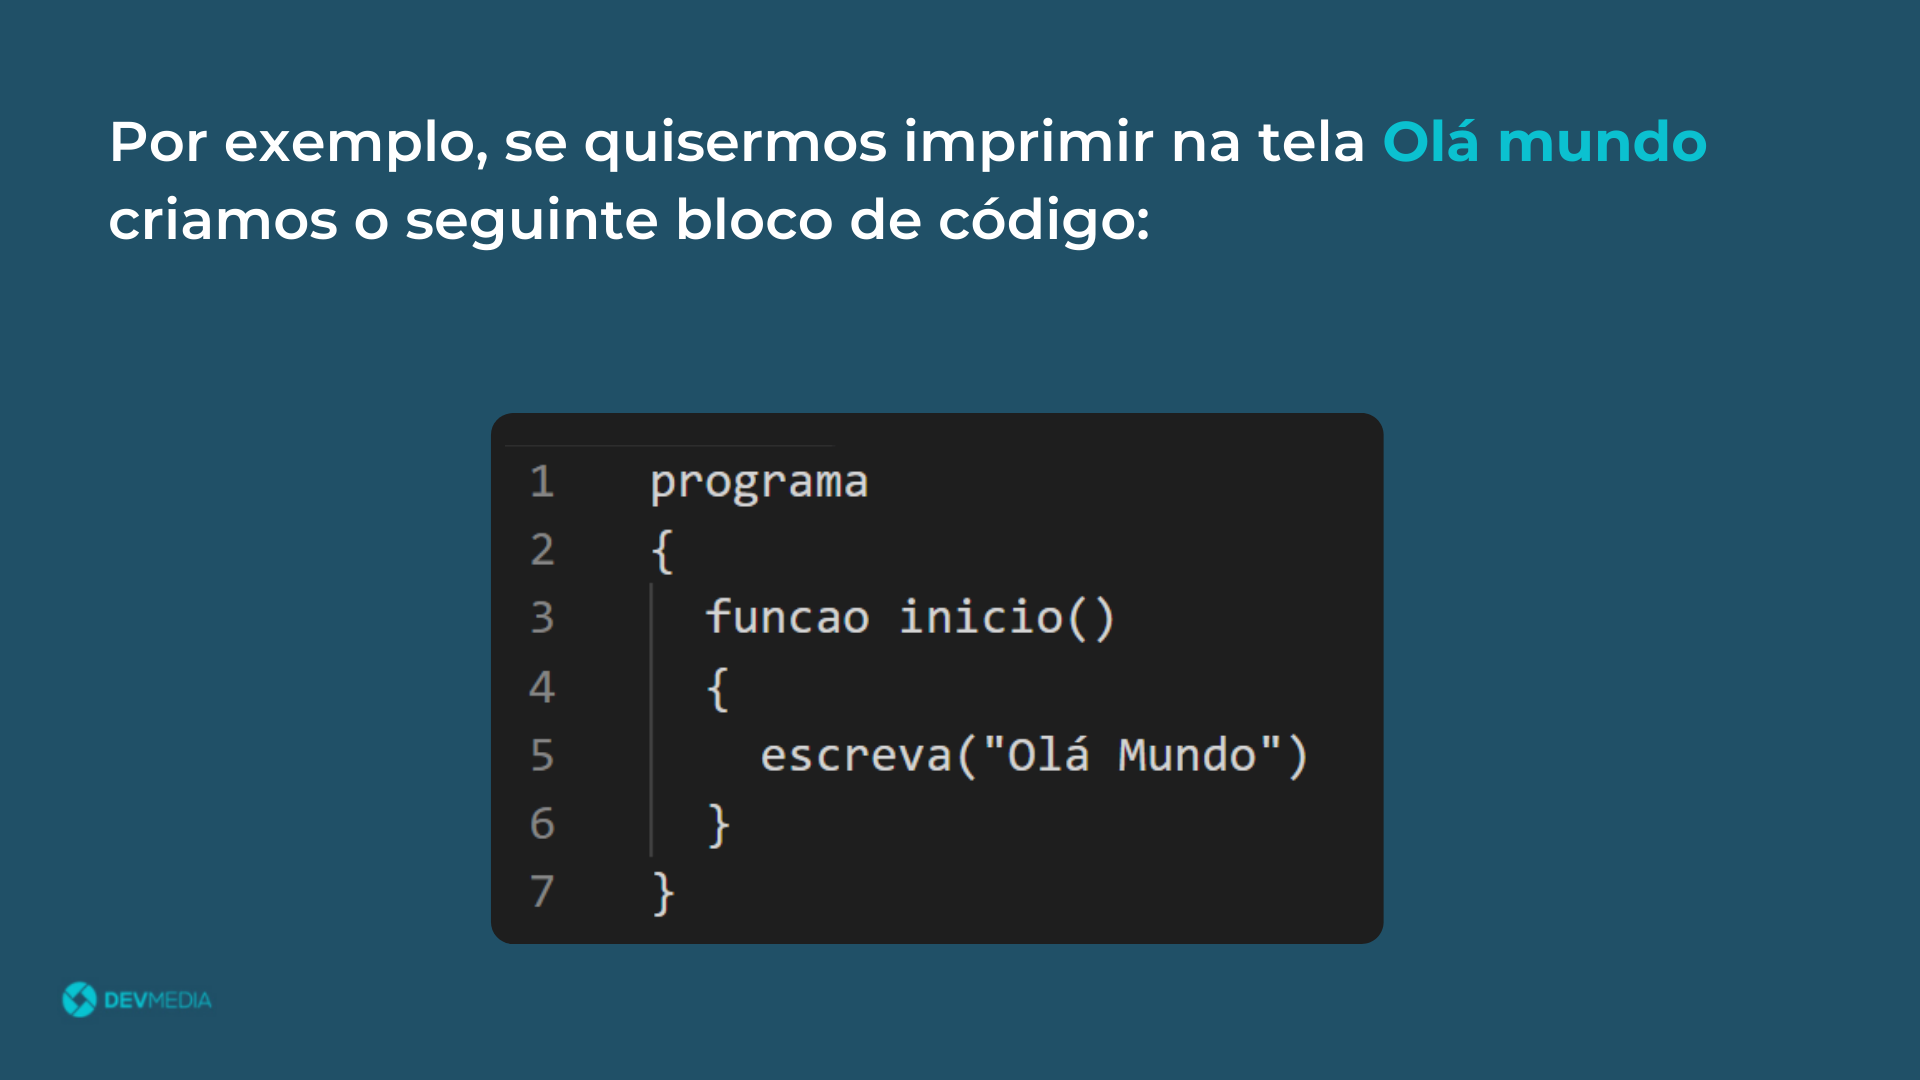 Por exemplo, se quisermos imprimir na tela Olá mundo
criamos o seguinte bloco de código:
1 programa
2 {
3 funcao inicio()
4 {
5 escreva("Olá Mundo")
6 }
7 }
DEVMEDIA